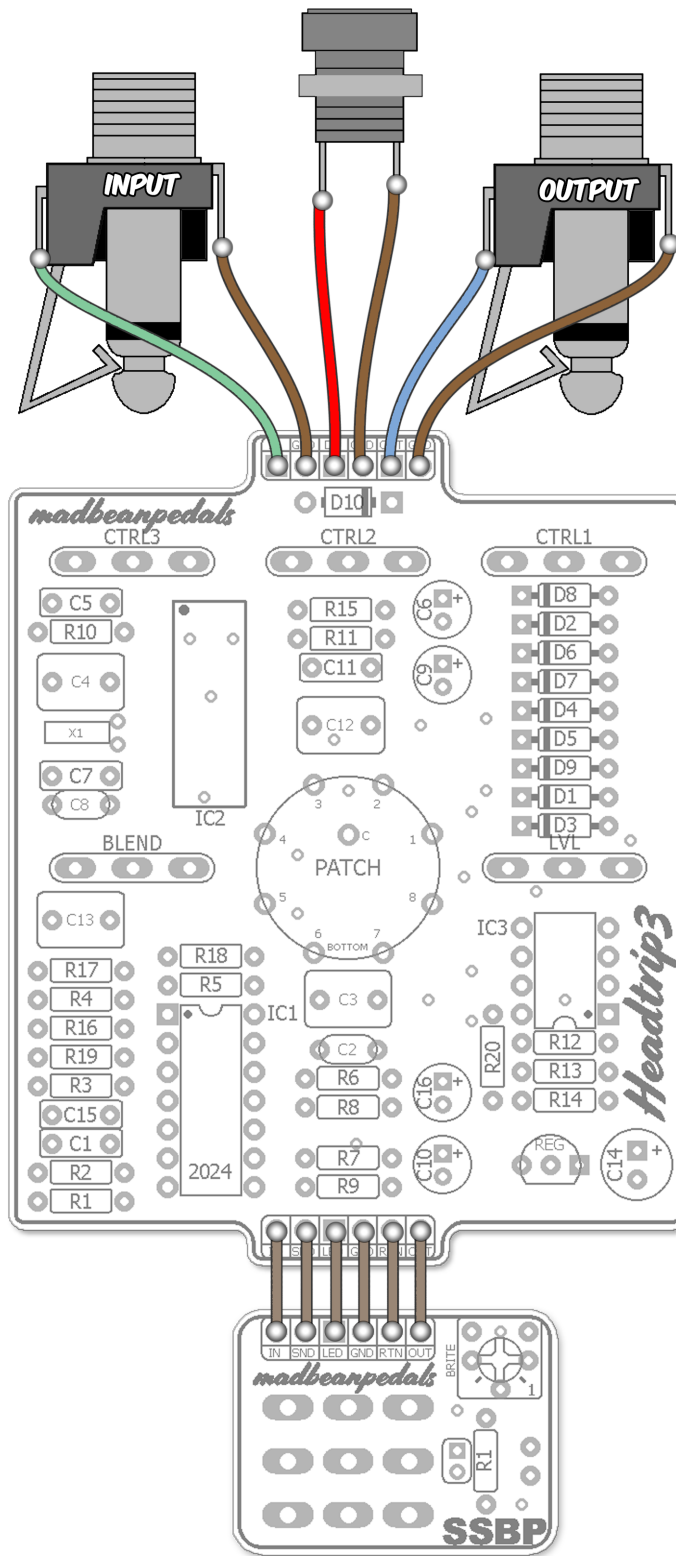 INPUT
OUTPUT
GND
GND
GND
D10
madbeanpedals
CTRL3
CTRL2
CTRL1
C5
R10
C4
X1
C7
C8
IC2
R15
R11
C11
C12
C6
+
C9
+
D8
D2
D6
D7
D4
D5
D9
D1
D3
BLEND
LVL
3
2
4
C
1
PATCH
5
8
6
7
BOTTOM
C13
R17
R4
R16
R19
R3
C15
C1
R2
R1
R18
R5
IC1
2024
C3
C2
R6
R8
R7
R9
C16
+
C10
+
IC3
R20
R12
R13
R14
REG
C14
+
Headtrip3
IN
SND
LED
GND
RTN
OUT
madbeanpedals
BRITE
1
R1
SSBP